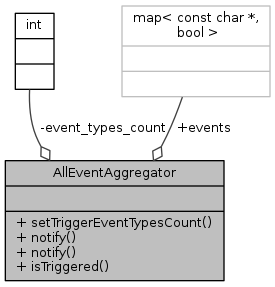 int
map< const char *,
bool >
-event_types_count
+events
AllEventAggregator
+ setTriggerEventTypesCount()
+ notify()
+ notify()
+ isTriggered()